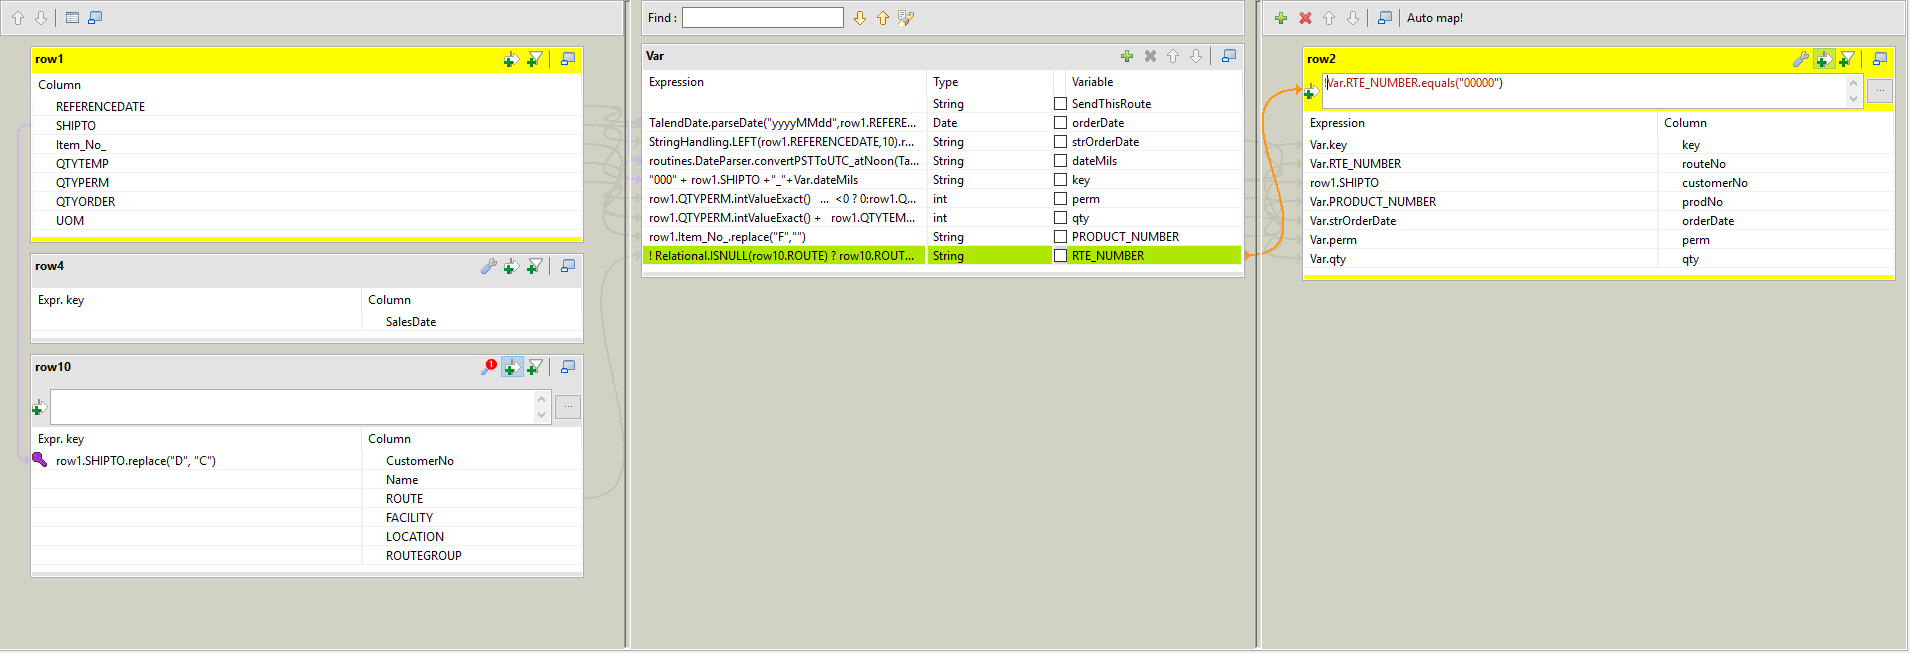 Find :
Auto map!
row1
Column
REFERENCEDATE
SHIPTO
Item_No_
QTYTEMP
QTYPERM
QTYORDER
UOM
row4
Expr. key Column
SalesDate
row10
1
...
Expr. key Column
row1.SHIPTO.replace("D", "C") CustomerNo
Name
ROUTE
FACILITY
LOCATION
ROUTEGROUP
Var
Expression Type Variable
String SendThisRoute
TalendDate.parseDate("yyyyMMdd",row1.REFERE... Date orderDate
StringHandling.LEFT(row1.REFERENCEDATE,10).r... String strOrderDate
routines.DateParser.convertPSTToUTC_atNoon(Ta... String dateMils
"000" + row1.SHIPTO +"_"+Var.dateMils String key
row1.QTYPERM.intValueExact() ... <0 ? 0:row1.Q... int perm
row1.QTYPERM.intValueExact() + row1.QTYTEM... int qty
row1.Item_No_.replace("F","") String PRODUCT_NUMBER
! Relational.ISNULL(row10.ROUTE) ? row10.ROUT... String RTE_NUMBER
row2
!Var.RTE_NUMBER.equals("00000")
...
Expression Column
Var.key key
Var.RTE_NUMBER routeNo
row1.SHIPTO customerNo
Var.PRODUCT_NUMBER prodNo
Var.strOrderDate orderDate
Var.perm perm
Var.qty qty